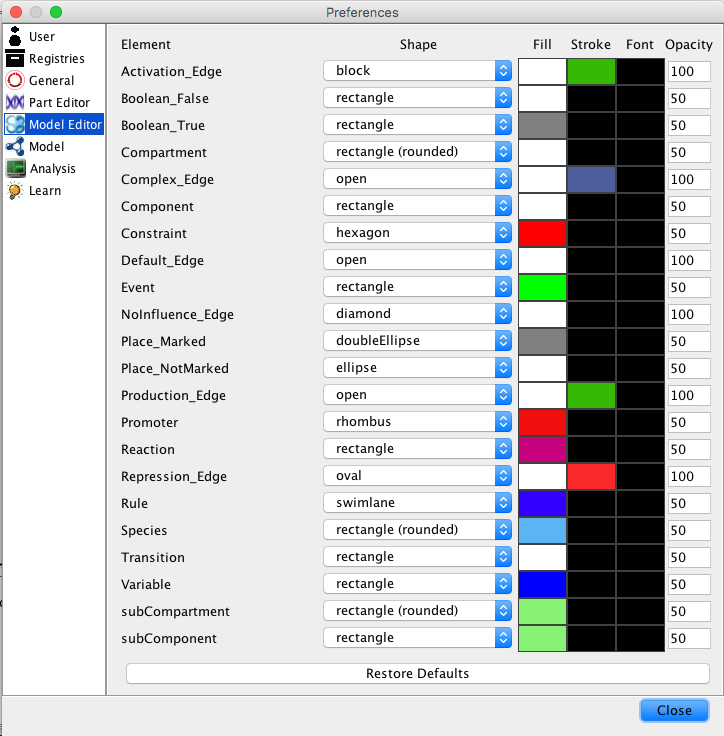 Preferences
User
Registries
General
Part Editor
Model Editor
Model
Analysis
Learn
Element Shape Fill Stroke Font Opacity
Activation_Edge block 100
Boolean_False rectangle 50
Boolean_True rectangle 50
Compartment rectangle (rounded) 50
Complex_Edge open 100
Component rectangle 50
Constraint hexagon 50
Default_Edge open 100
Event rectangle 50
NoInfluence_Edge diamond 100
Place_Marked doubleEllipse 50
Place_NotMarked ellipse 50
Production_Edge open 100
Promoter rhombus 50
Reaction rectangle 50
Repression_Edge oval 100
Rule swimlane 50
Species rectangle (rounded) 50
Transition rectangle 50
Variable rectangle 50
subCompartment rectangle (rounded) 50
subComponent rectangle 50
Restore Defaults
Close